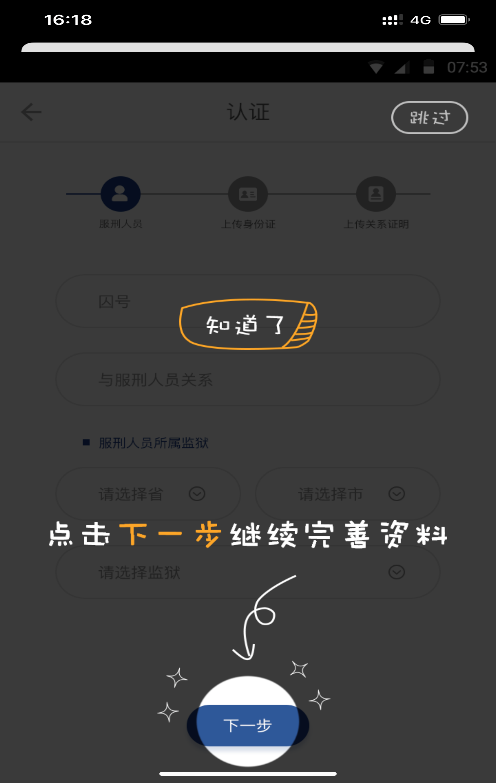 16:18
4G
07:53
认证
跳过
服刑人员
上传身份证
上传关系证明
囚号
知道了
与服刑人员关系
服刑人员所属监狱
请选择省
请选择市
点击下一步继续完善资料
请选择监狱
下一步